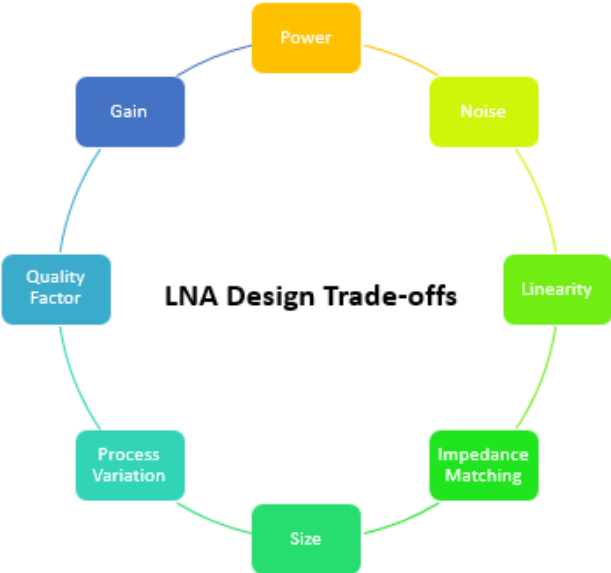 Power
Gain
Noise
Quality
Factor
LNA Design Trade-offs
Linearity
Process
Variation
Impedance
Matching
Size